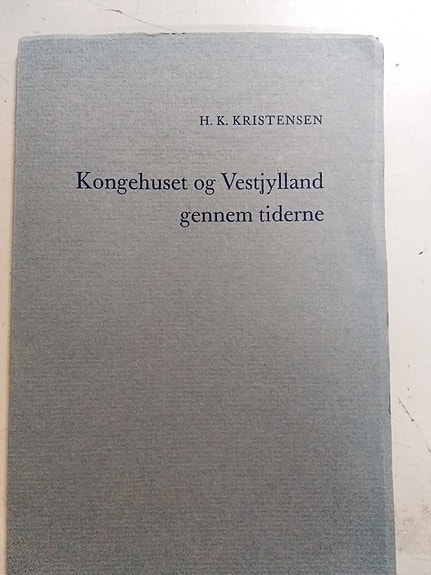 H. K. KRISTENSEN
Kongehuset og Vestjylland
gennem tiderne